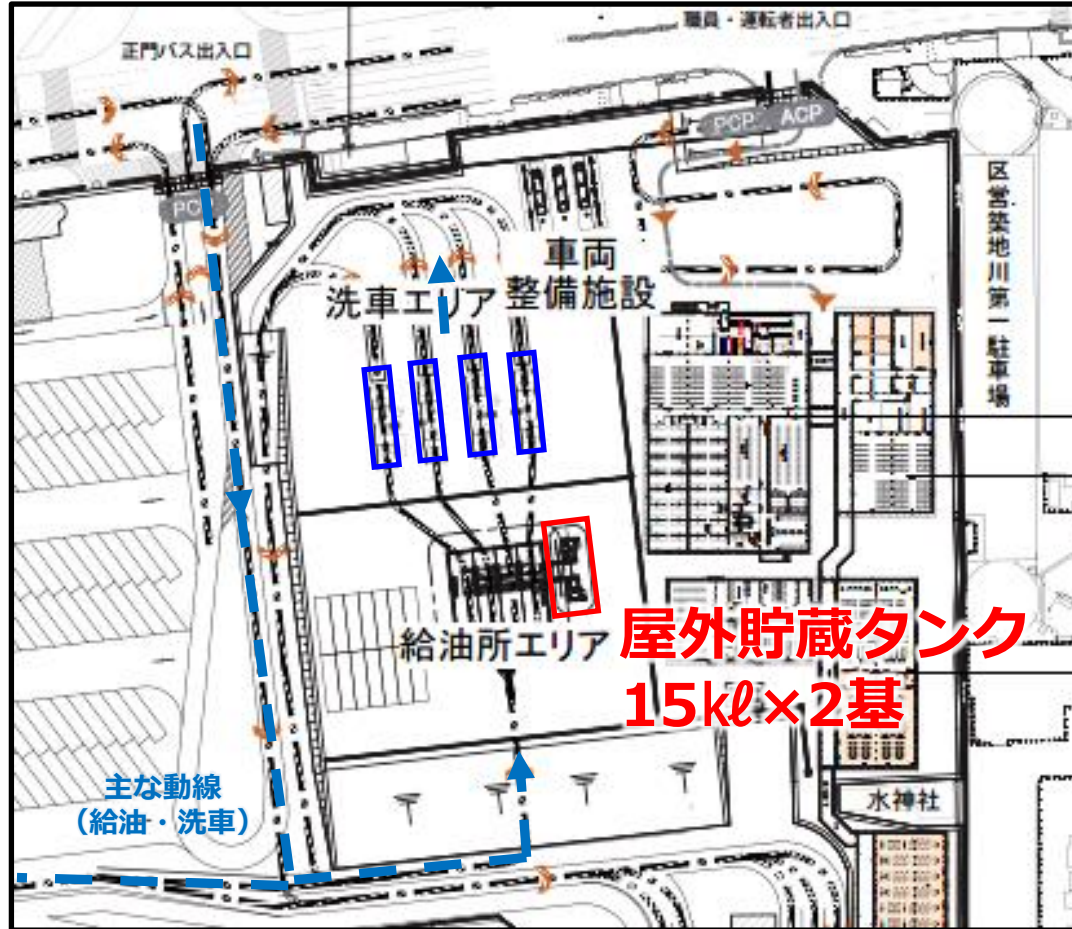 職員・運転者出入口
正門バス出入口
PCP
ACP
PC
区営築地川第一駐車場
車両
整備施設
洗車エリア
給油所エリア
屋外貯蔵タンク
15kℓ×2基
主な動線
（給油・洗車）
水神社